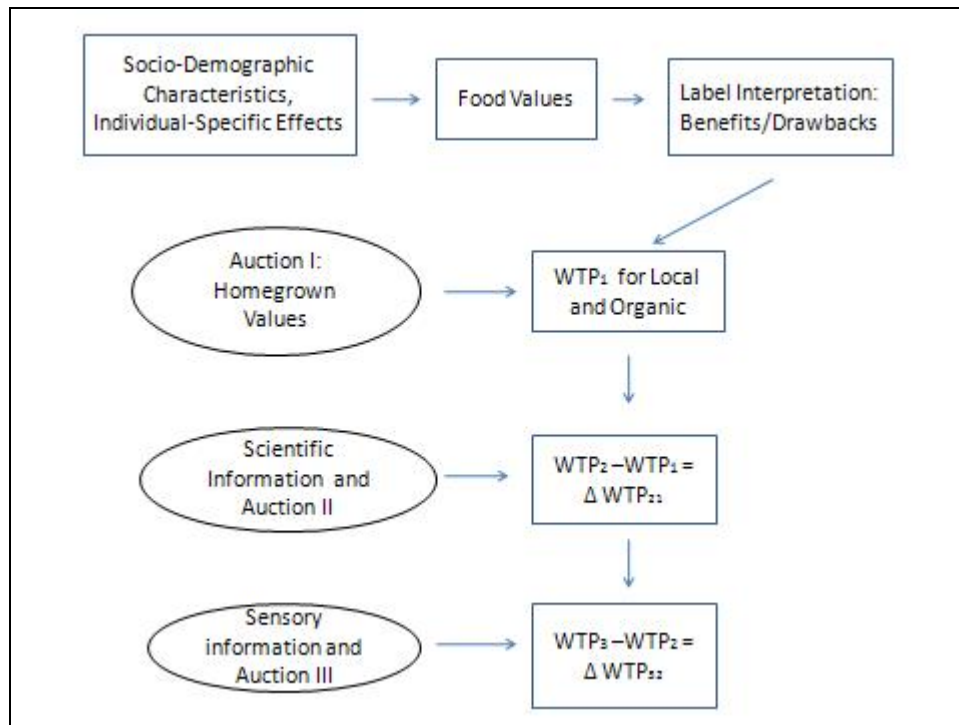 Socio-Demographic
Characteristics,
Individual-Specific Effects
Food Values
Label Interpretation:
Benefits/Drawbacks
Auction I:
Homegrown
Values
WTP₁ for Local
and Organic
Scientific
Information and
Auction II
WTP₂ –WTP₁ =
Δ WTP₂₁
Sensory
information and
Auction III
WTP₃ –WTP₂ =
Δ WTP₃₂